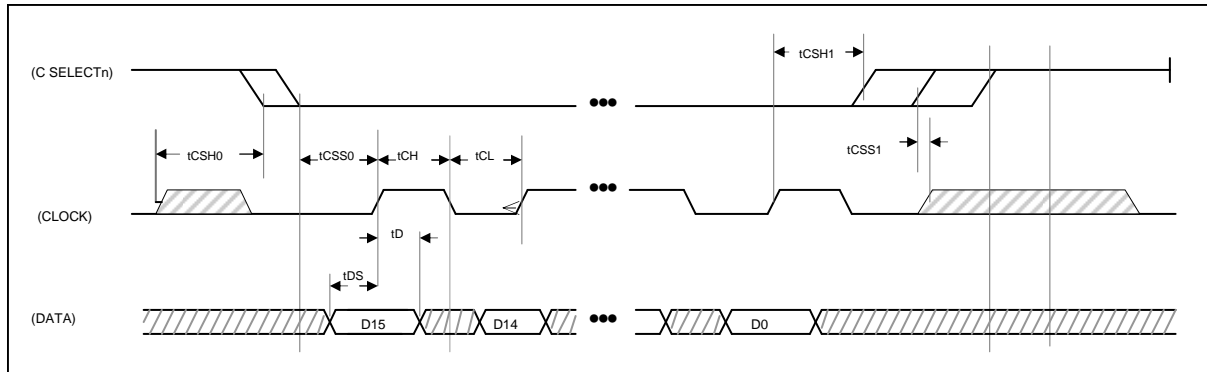 (C SELECTn)
tCSH1
●●●
tCSH0
tCSS0
tCH
tCL
tCSS1
●●●
(CLOCK)
tD
tDS
(DATA)
D15
D14
●●●
D0